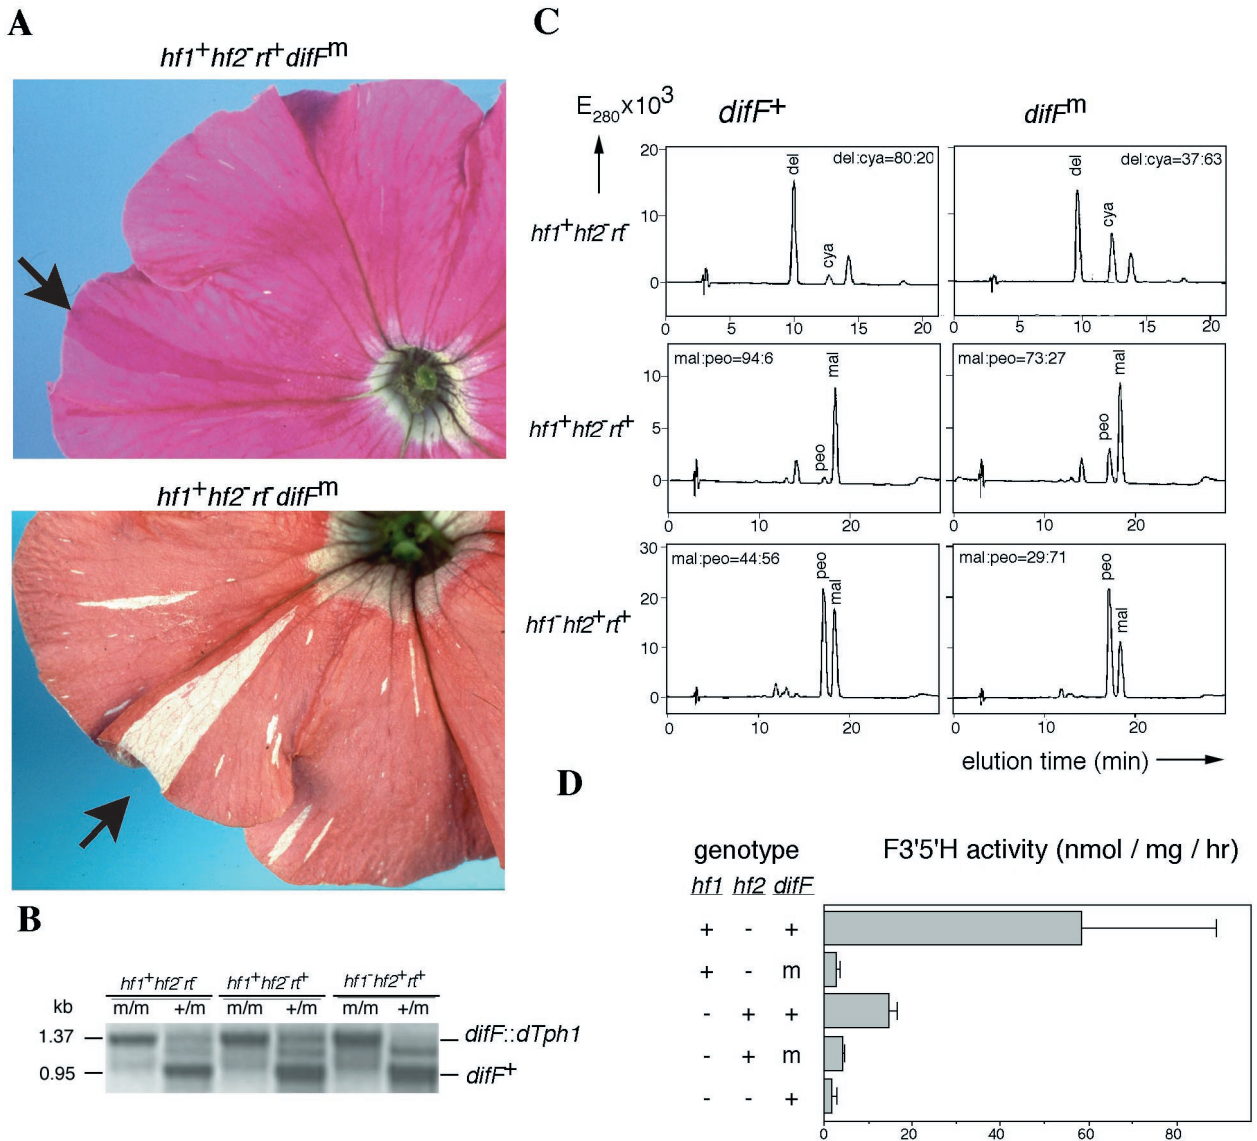 A
hf1+hf2-rt+difFm
hf1+hf2-rt-difFm
B
hf1+hf2-rt- hf1+hf2-rt+ hf1-hf2+rt+
kb m/m +/m m/m +/m m/m +/m
1.37 difF::dTph1
0.95 difF+
C
E280x103 difF+ difFm
hf1+hf2-rt-
20 10 0
del cya del:cya=80:20
0 5 10 15 20
del cya del:cya=37:63
0 5 10 15 20
hf1+hf2-rt+
10 5 0
mal:peo=94:6 peo mal
0 10 20
mal:peo=73:27 peo mal
0 10 20
hf1-hf2+rt+
30 20 10 0
mal:peo=44:56 peo mal
0 10 20
mal:peo=29:71 peo mal
0 10 20
elution time (min)
D
genotype F3'5'H activity (nmol / mg / hr)
hf1 hf2 difF
+ - +
+ - m
- + +
- + m
- - +
0 20 40 60 80